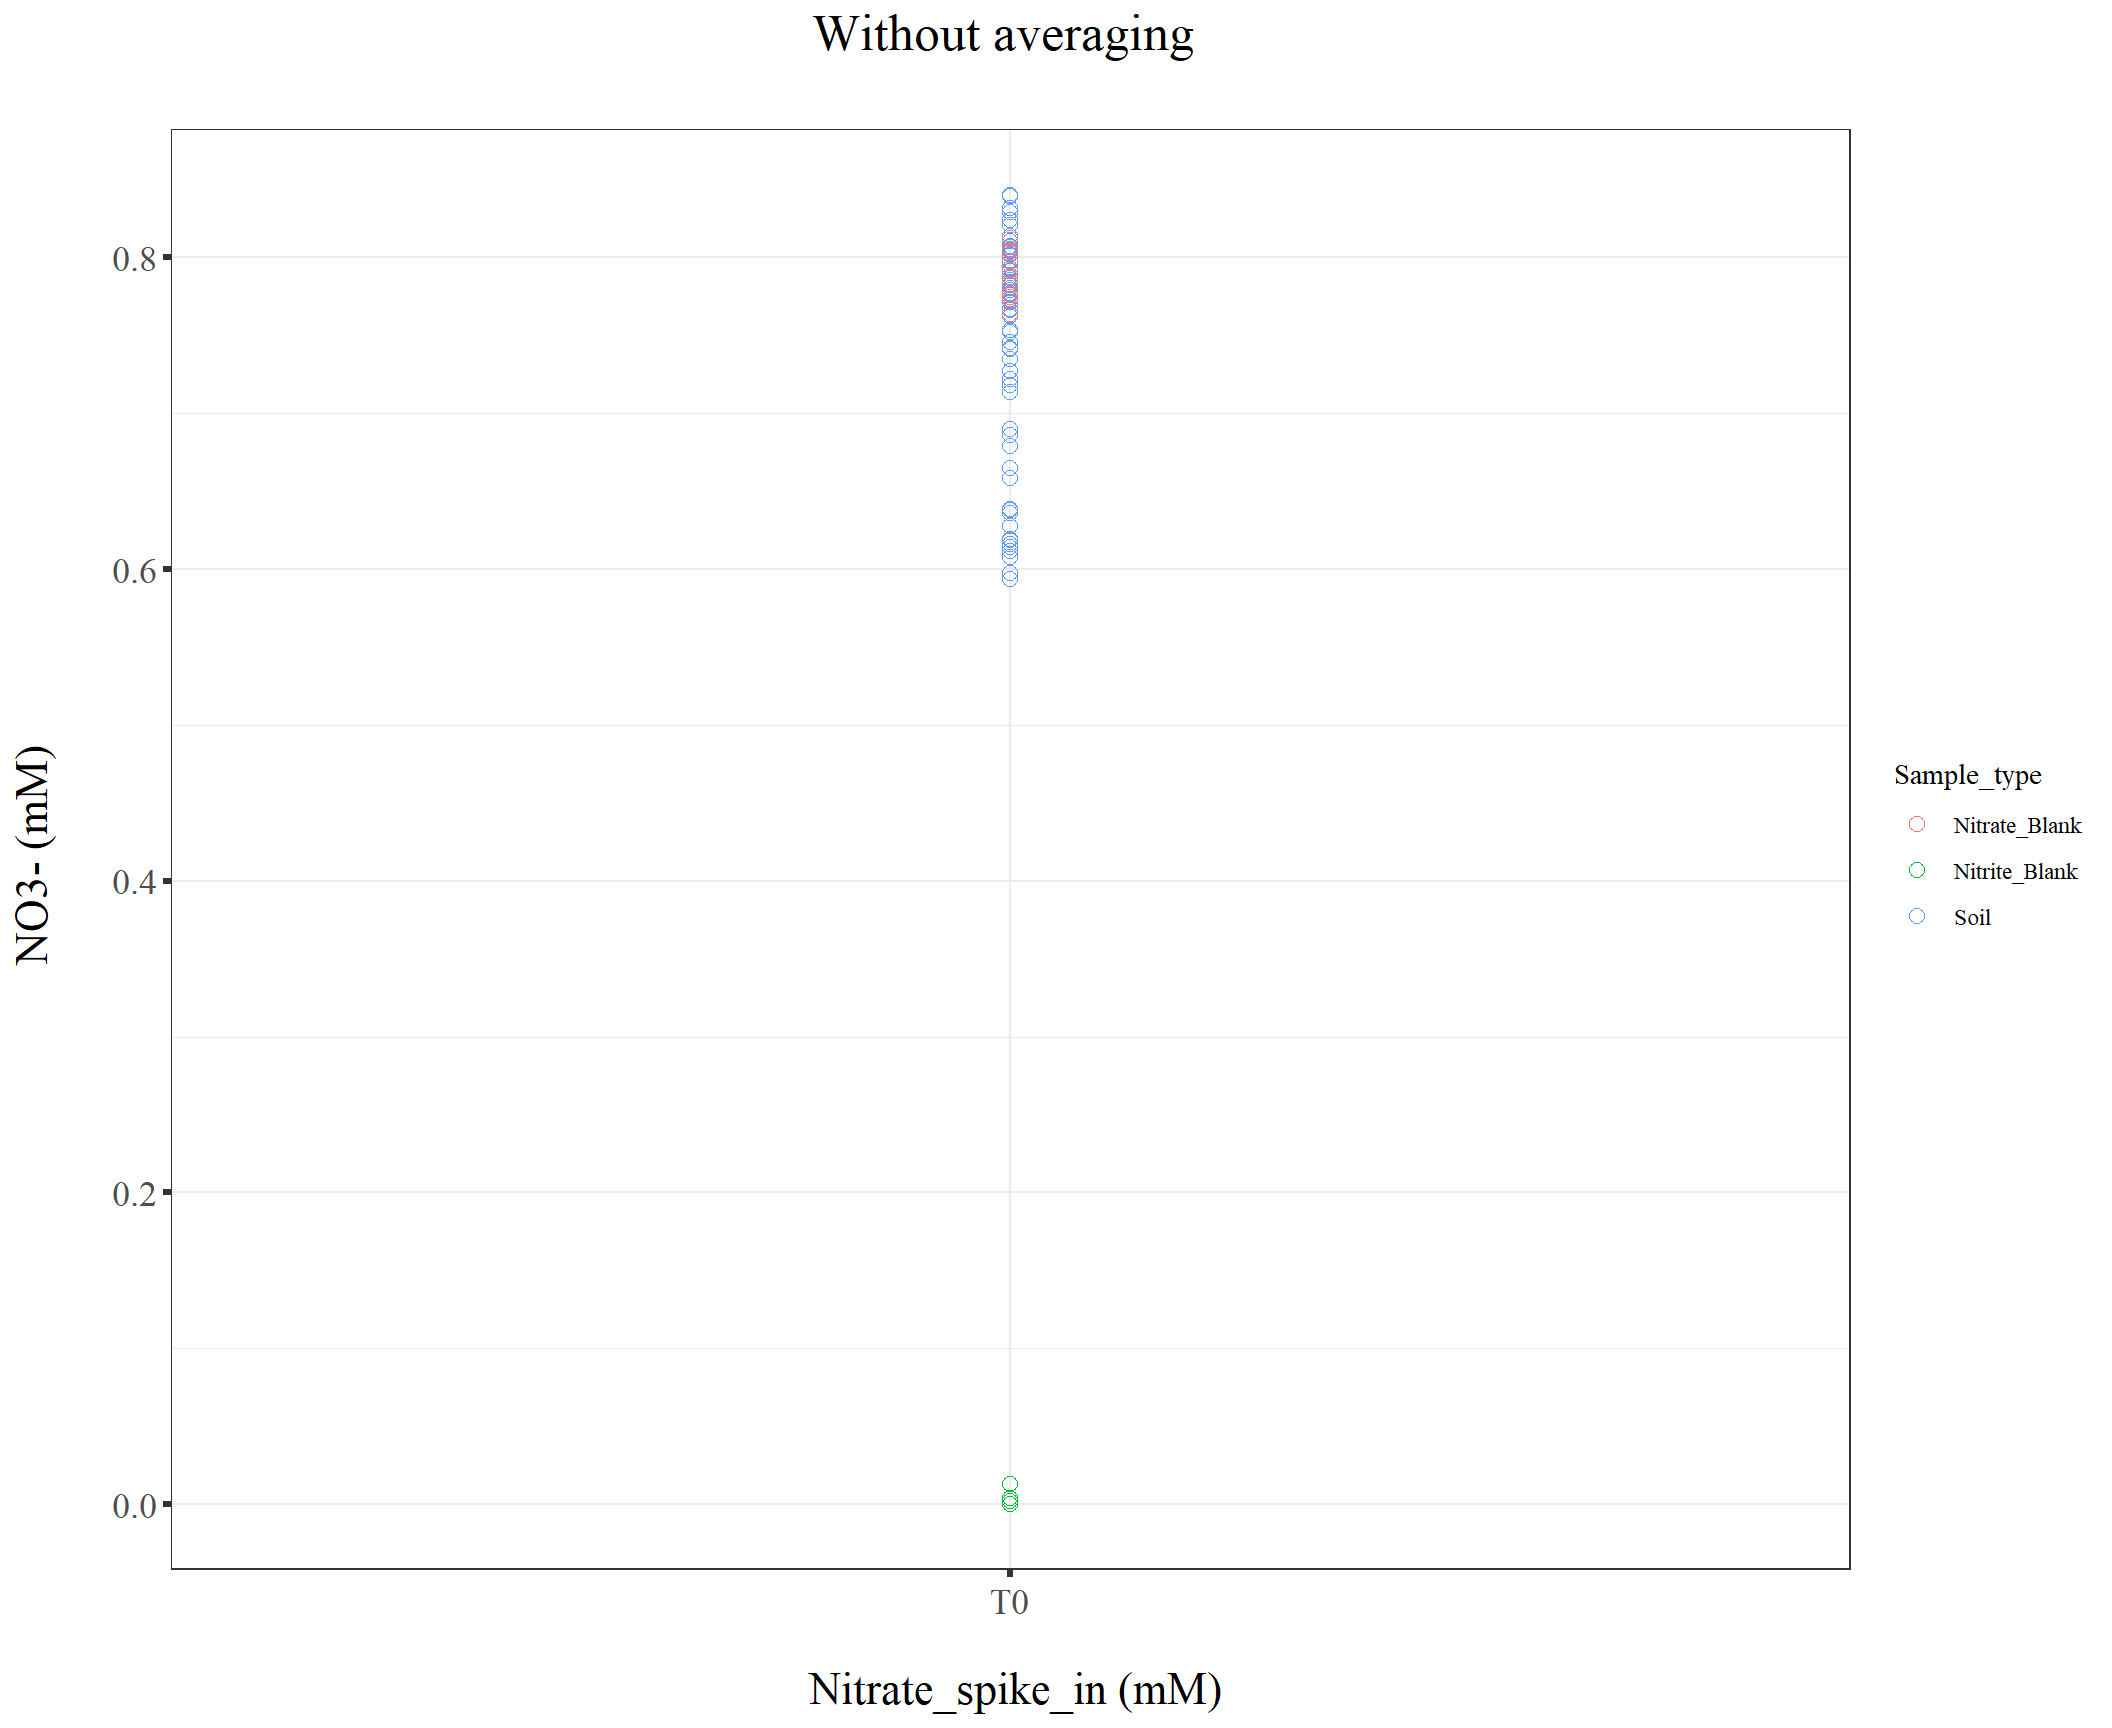 Without averaging
0.8
0.6
0.4
0.2
0.0
NO3- (mM)
T0
Nitrate_spike_in (mM)
Sample_type
Nitrate_Blank
Nitrite_Blank
Soil